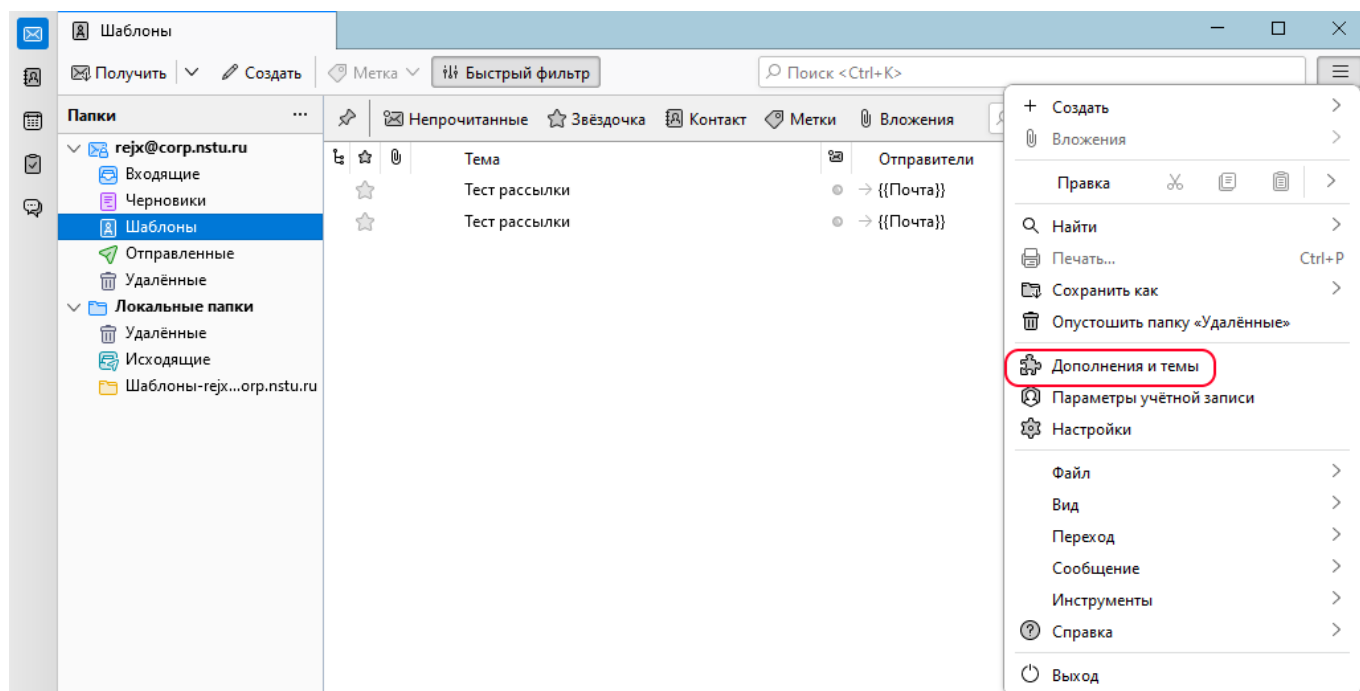 Шаблоны
Получить Создать Метка Быстрый фильтр Поиск <Ctrl+K>
Папки ...
rejx@corp.nstu.ru
Входящие
Черновики
Шаблоны
Отправленные
Удалённые
Локальные папки
Удалённые
Исходящие
Шаблоны-rejx...orp.nstu.ru
Непрочитанные Звёздочка Контакт Метки Вложения
Тема Отправители
Тест рассылки {{Почта}}
Тест рассылки {{Почта}}
Создать
Вложения
Правка
Найти
Печать... Ctrl+P
Сохранить как
Опустошить папку «Удалённые»
Дополнения и темы
Параметры учётной записи
Настройки
Файл
Вид
Переход
Сообщение
Инструменты
Справка
Выход